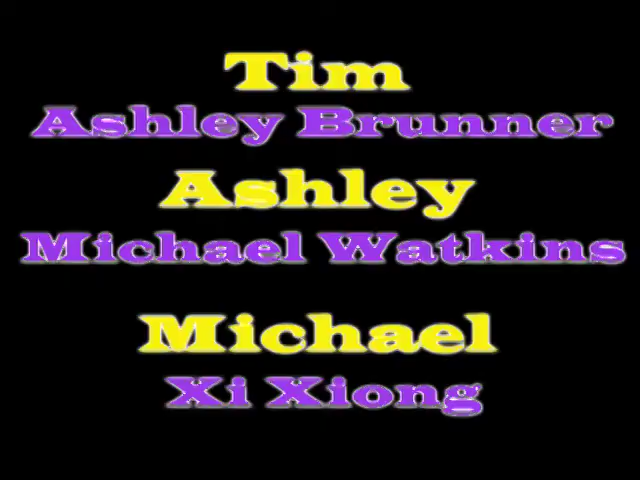 Tim
Ashley Brunner
Ashley
Michael Watkins
Michael
Xi Xiong